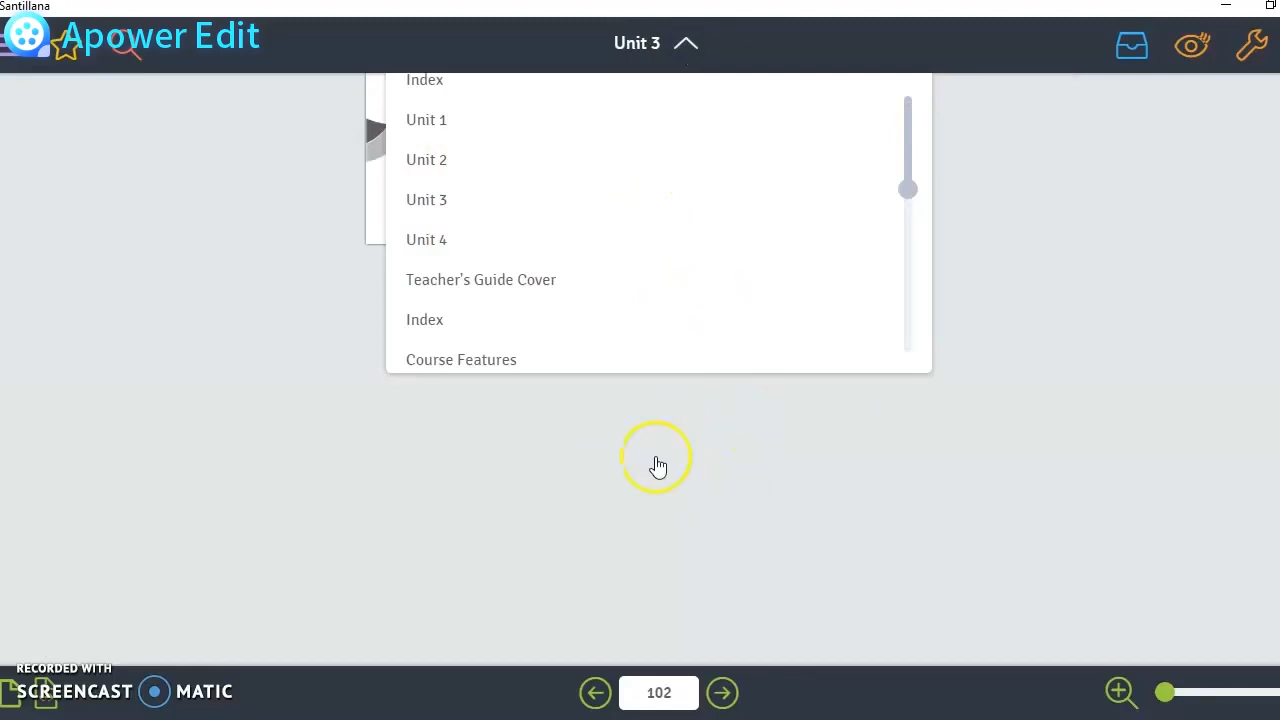 Santillana
Apower Edit
Unit 3
Index
Unit 1
Unit 2
Unit 3
Unit 4
Teacher's Guide Cover
Index
Course Features
RECORDED WITH
SCREENCAST MATIC
102